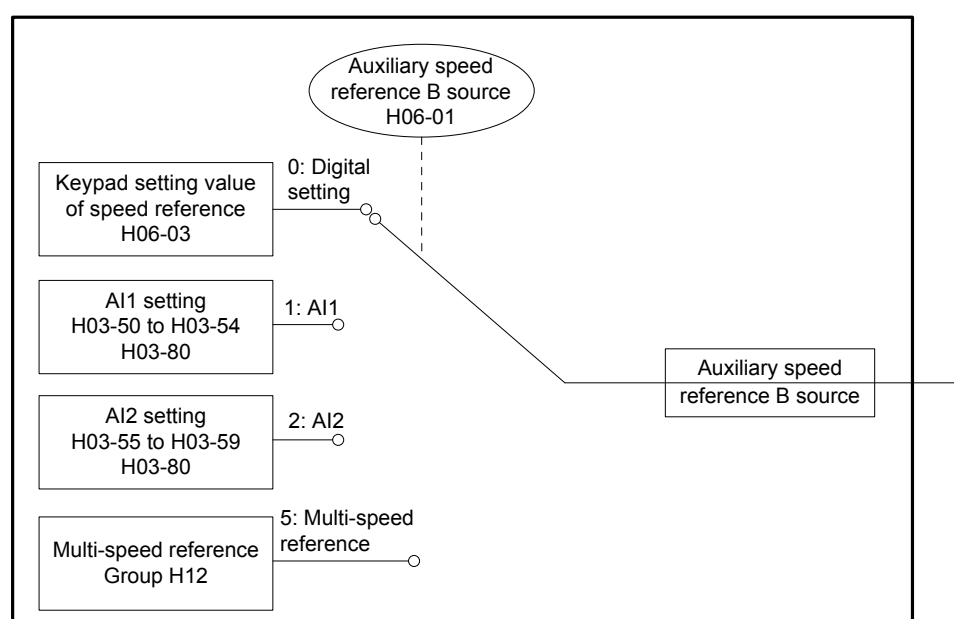 Auxiliary speed
reference B source
H06-01
0: Digital
setting
Keypad setting value
of speed reference
H06-03
AI1 setting
H03-50 to H03-54
H03-80
1: AI1
Auxiliary speed
reference B source
AI2 setting
H03-55 to H03-59
H03-80
2: AI2
5: Multi-speed
reference
Multi-speed reference
Group H12